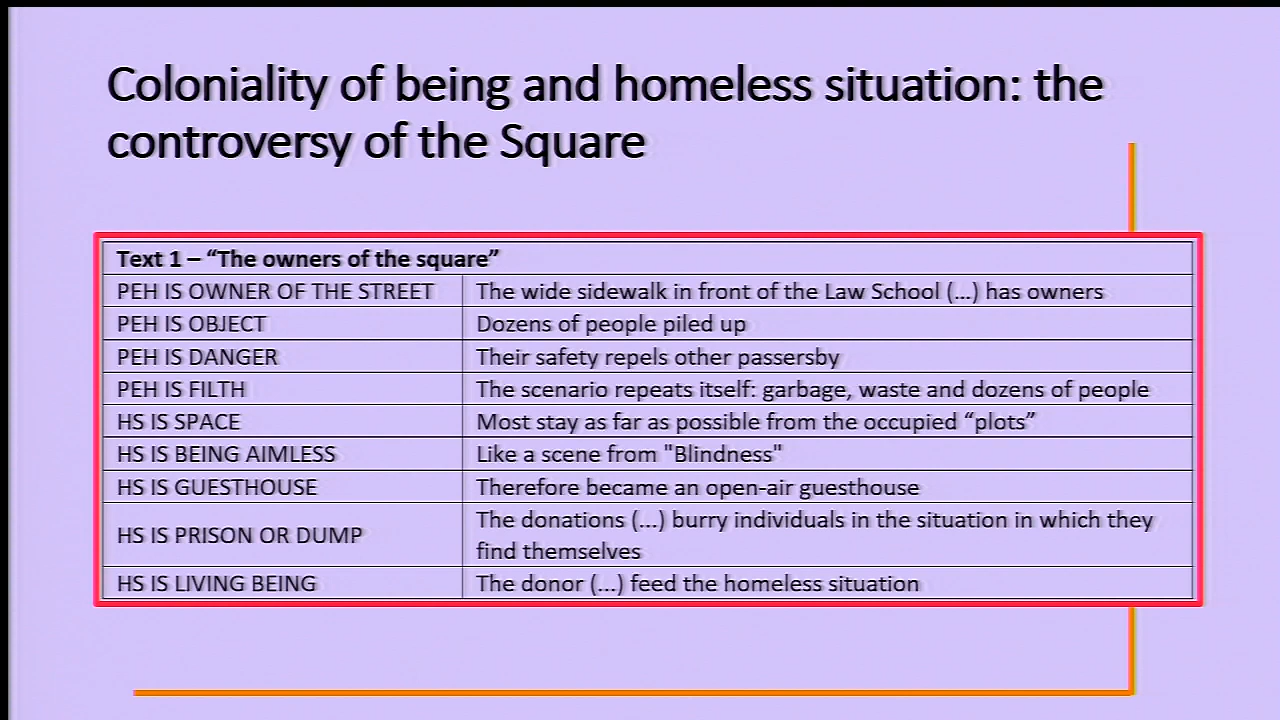 Coloniality of being and homeless situation: the
controversy of the Square
Text 1 – “The owners of the square”
PEH IS OWNER OF THE STREET The wide sidewalk in front of the Law School (...) has owners
PEH IS OBJECT Dozens of people piled up
PEH IS DANGER Their safety repels other passersby
PEH IS FILTH The scenario repeats itself: garbage, waste and dozens of people
HS IS SPACE Most stay as far as possible from the occupied “plots”
HS IS BEING AIMLESS Like a scene from "Blindness"
HS IS GUESTHOUSE Therefore became an open-air guesthouse
HS IS PRISON OR DUMP The donations (...) burry individuals in the situation in which they
find themselves
HS IS LIVING BEING The donor (...) feed the homeless situation